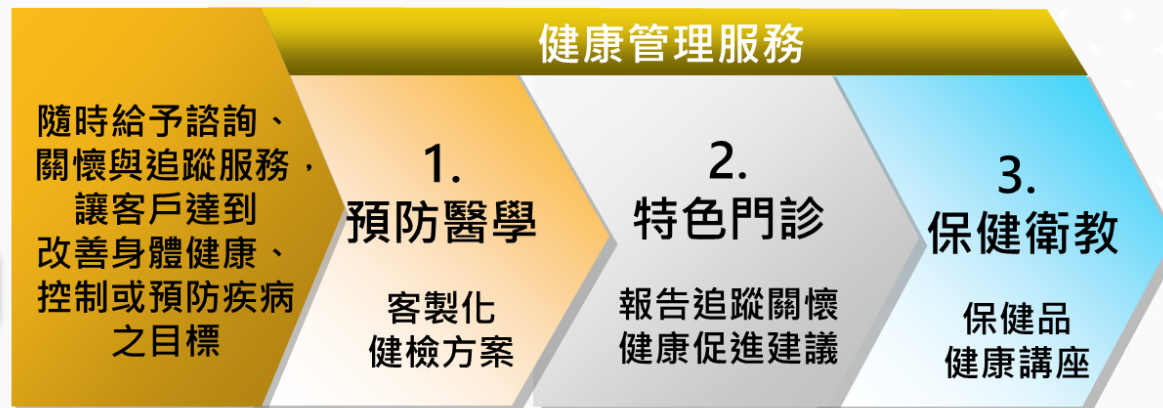 健康管理服務
隨時給予諮詢、
關懷與追蹤服務，
讓客戶達到
改善身體健康、
控制或預防疾病
之目標
1.
預防醫學
客製化
健檢方案
2.
特色門診
報告追蹤關懷
健康促進建議
3.
保健衛教
保健品
健康講座